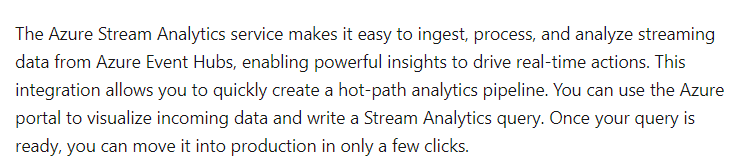 The Azure Stream Analytics service makes it easy to ingest, process, and analyze streaming
data from Azure Event Hubs, enabling powerful insights to drive real-time actions. This
integration allows you to quickly create a hot-path analytics pipeline. You can use the Azure
portal to visualize incoming data and write a Stream Analytics query. Once your query is
ready, you can move it into production in only a few clicks.